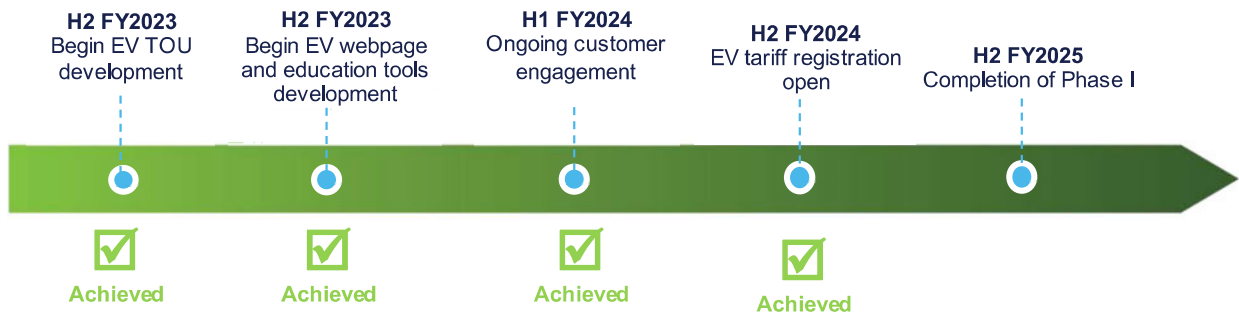 H2 FY2023
Begin EV TOU
development
H2 FY2023
Begin EV webpage
and education tools
development
H1 FY2024
Ongoing customer
engagement
H2 FY2024
EV tariff registration
open
H2 FY2025
Completion of Phase I
Achieved
Achieved
Achieved
Achieved